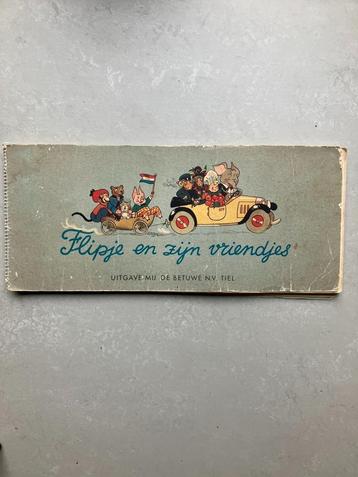 Flipje en zijn vriendjes
UITGAVE MIJ. DE BETUWE N.V. TIEL